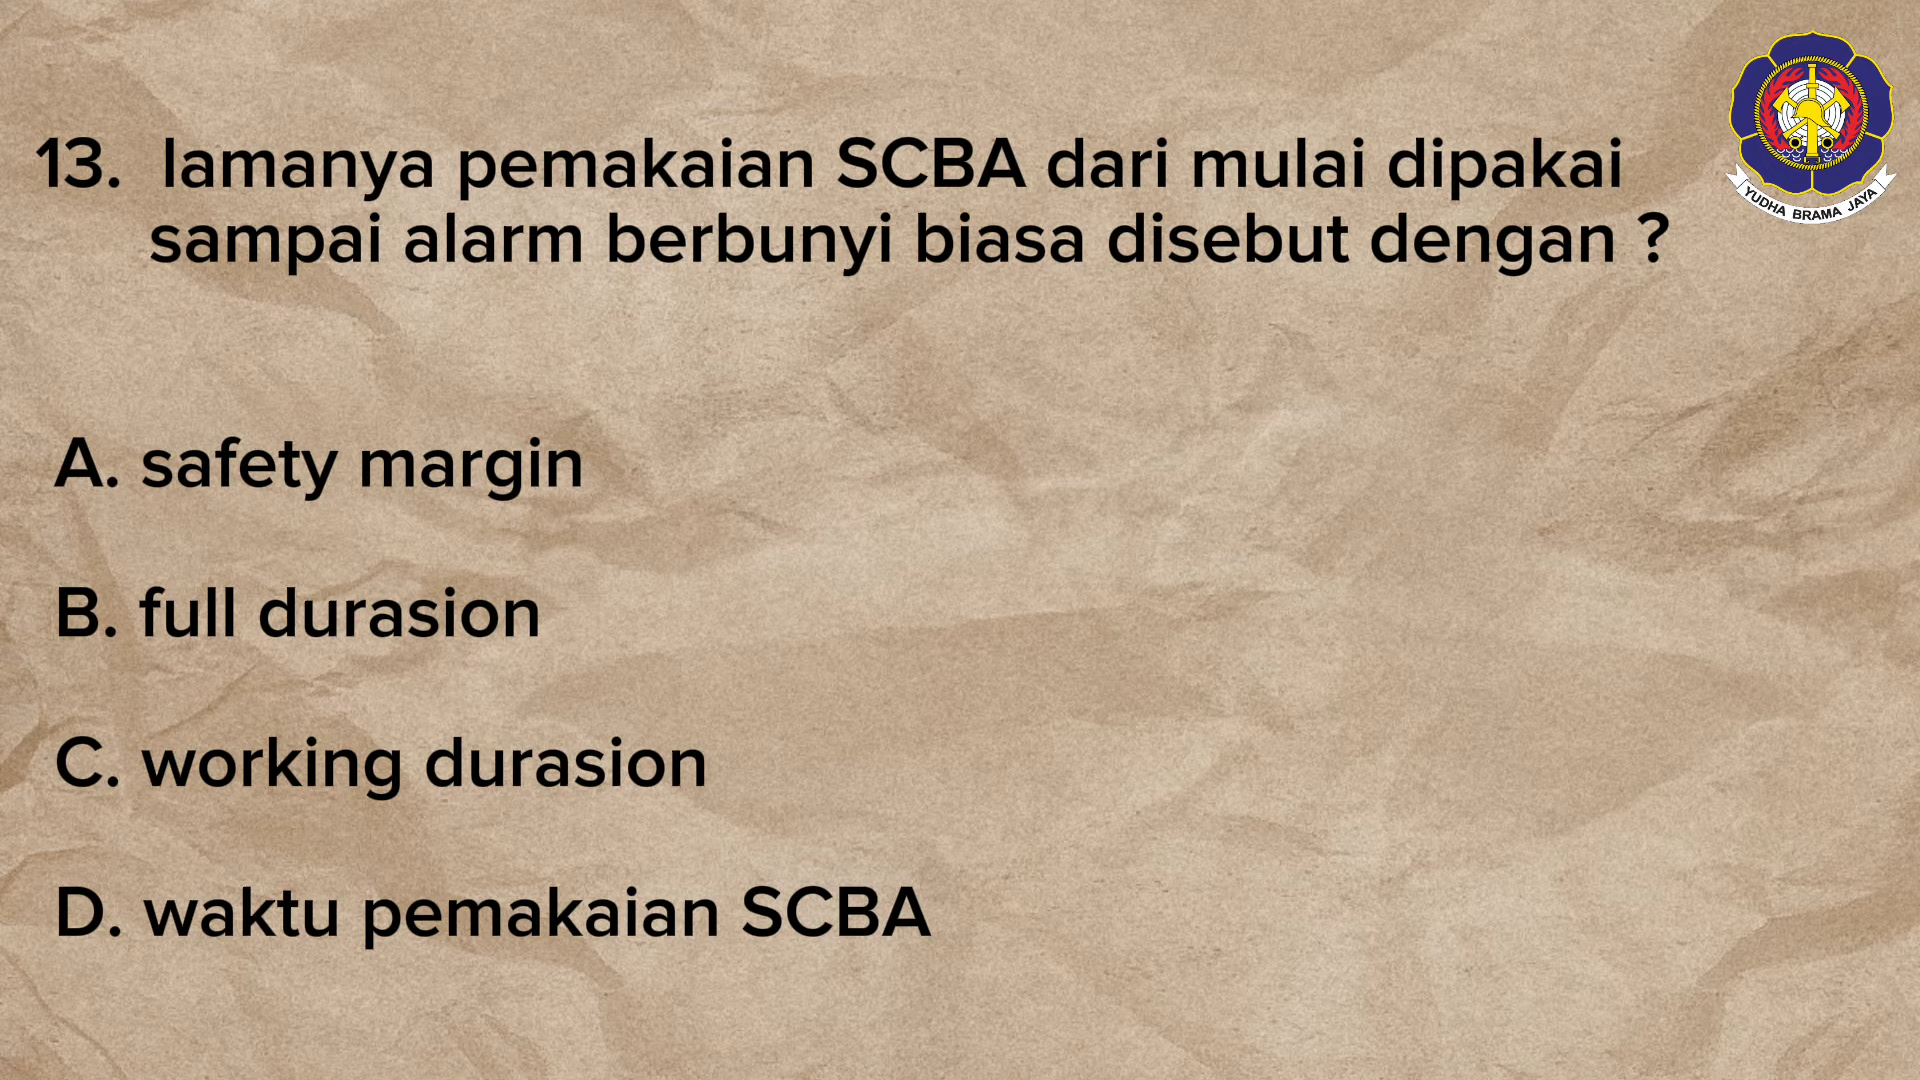 13. lamanya pemakaian SCBA dari mulai dipakai
sampai alarm berbunyi biasa disebut dengan ?
A. safety margin
B. full durasion
C. working durasion
D. waktu pemakaian SCBA
YUDHA BRAMA JAYA